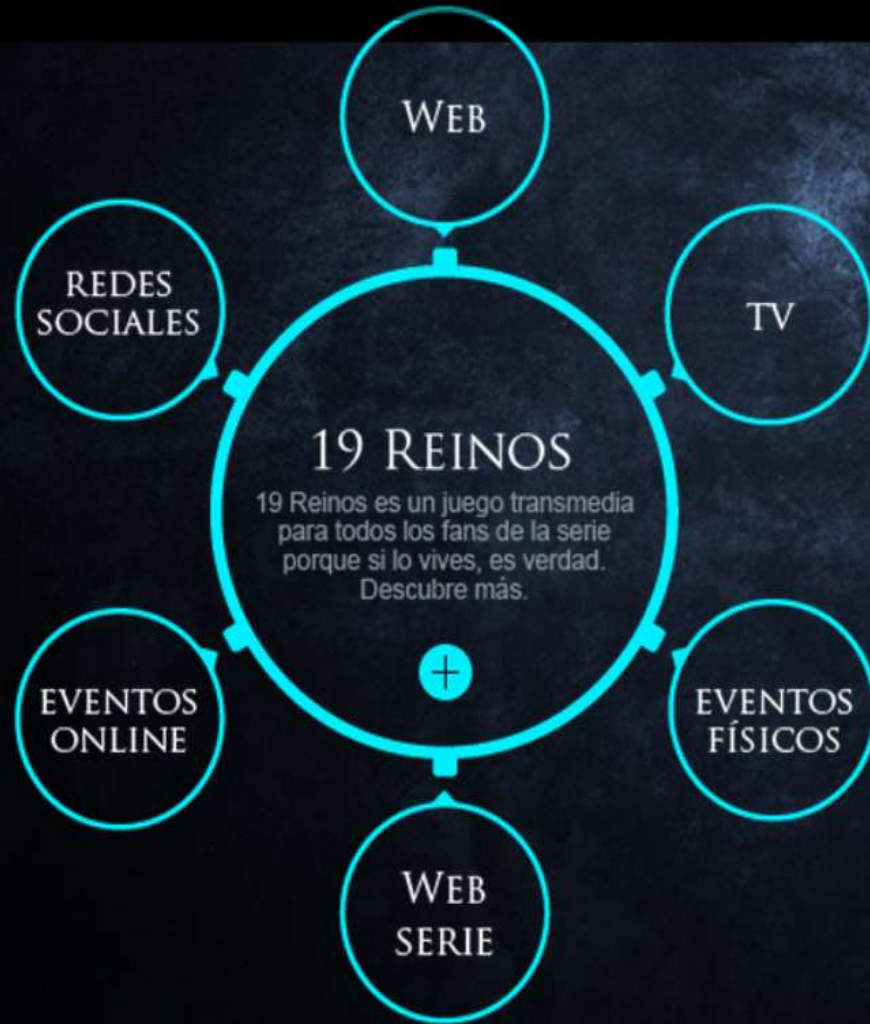 WEB
REDES
SOCIALES
TV
19 REINOS
19 Reinos es un juego transmedia
para todos los fans de la serie
porque si lo vives, es verdad.
Descubre más.
+
EVENTOS
ONLINE
EVENTOS
FÍSICOS
WEB
SERIE